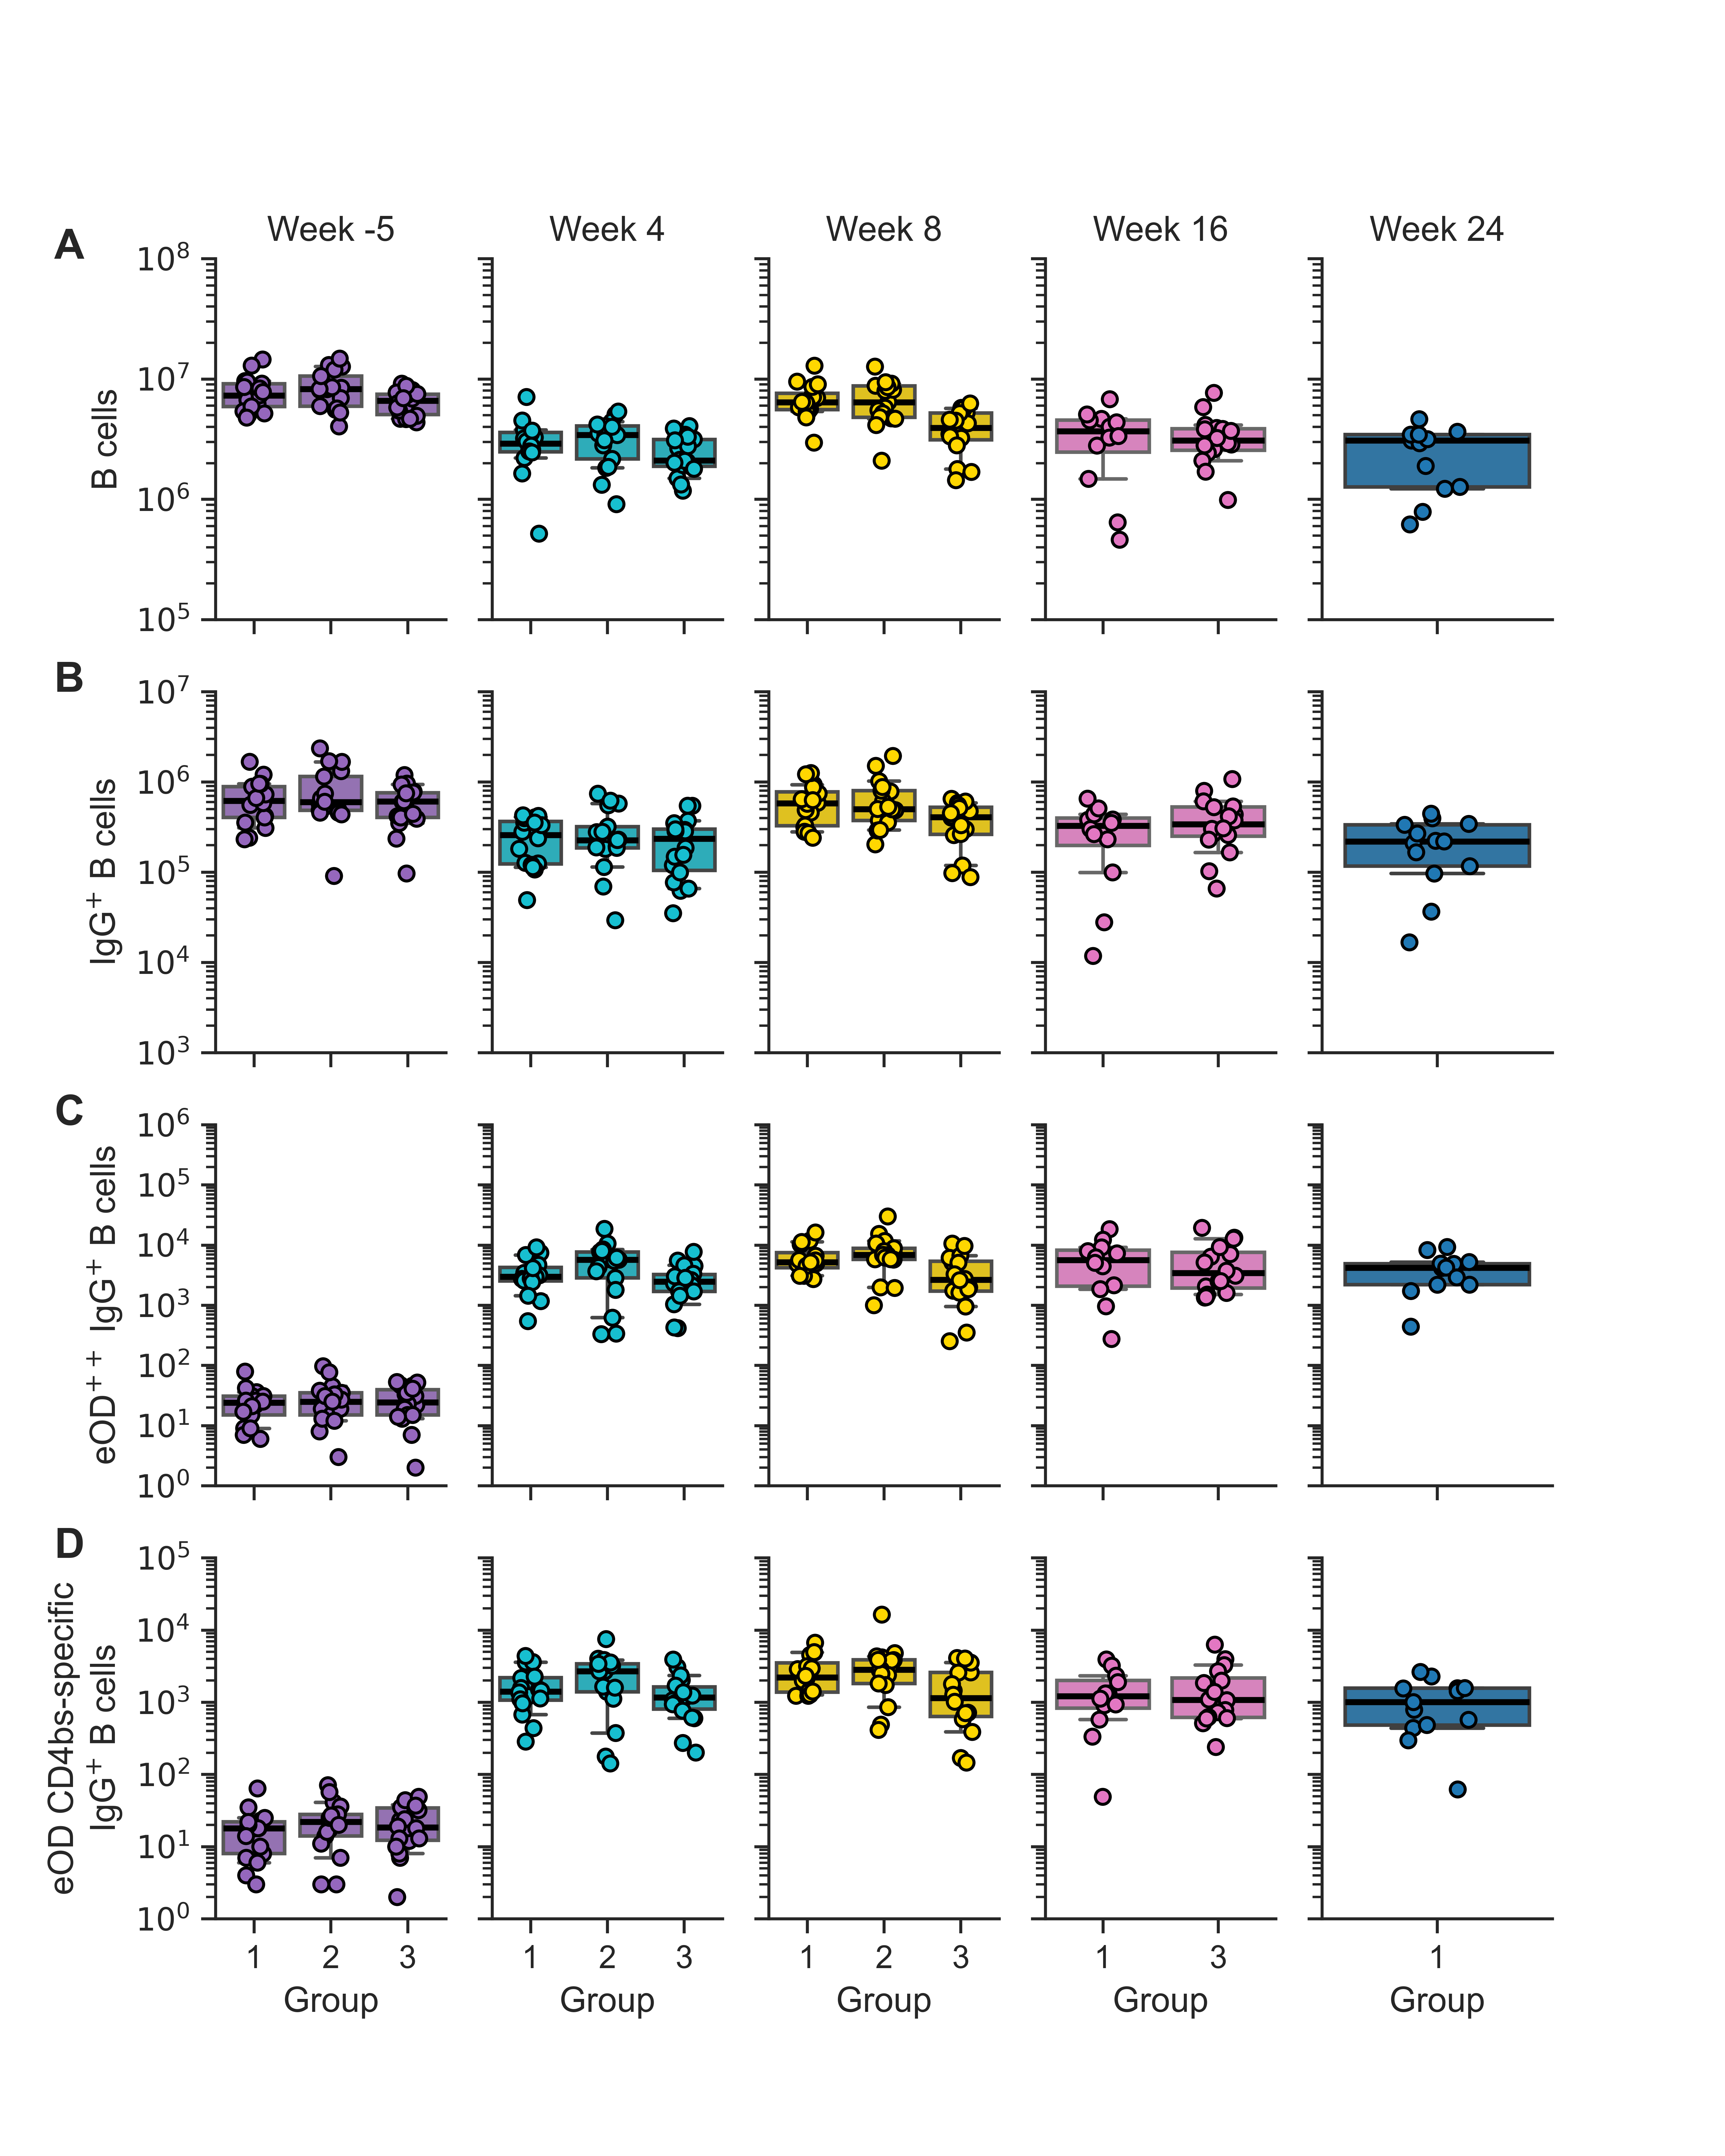 Week -5 Week 4 Week 8 Week 16 Week 24
A
10⁸
10⁷
10⁶
10⁵
B cells
B
10⁷
10⁶
10⁵
10⁴
10³
IgG⁺ B cells
C
10⁶
10⁵
10⁴
10³
10²
10¹
10⁰
eOD⁺⁺ IgG⁺ B cells
D
10⁵
10⁴
10³
10²
10¹
10⁰
eOD CD4bs-specific
IgG⁺ B cells
1 2 3 1 2 3 1 2 3 1 3 1
Group Group Group Group Group